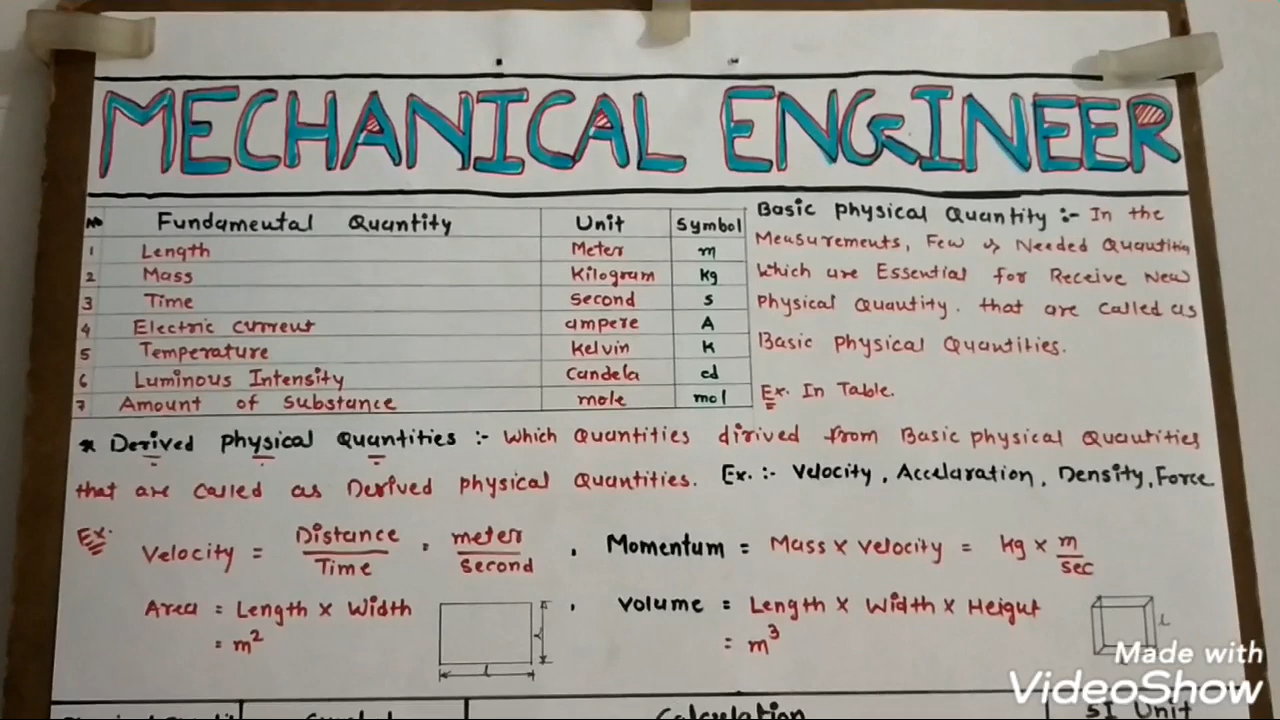 MECHANICAL ENGINEER
No Fundamental Quantity Unit Symbol
1 Length Meter m
2 Mass Kilogram kg
3 Time Second s
4 Electric current ampere A
5 Temperature Kelvin K
6 Luminous Intensity Candela cd
7 Amount of Substance mole mol
Basic Physical Quantity :- In the
Measurements, Few Needed Quantities
which are Essential for Receive New
Physical Quautity. that are called as
Basic Physical Quantities.
Ex. In Table.
* Derived physical Quantities :- Which Quantities dirived from Basic physical Quautities
that are called as Derived physical Quantities. Ex. :- Velocity, Accelaration, Density, Force
Ex. Velocity = Distance / Time = meter / Second , Momentum = Mass x velocity = kg x m / sec
Area = Length x Width , Volume = Length x Width x Heigut
= m² = m³
L
L
Made with
VideoShow
Calculation SI Unit